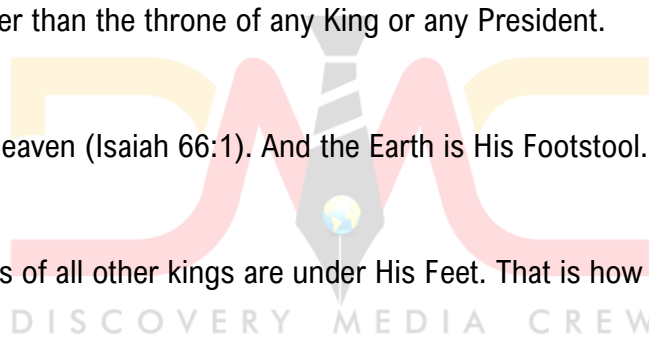 er than the throne of any King or any President.
eaven (Isaiah 66:1). And the Earth is His Footstool.
s of all other kings are under His Feet. That is how
DMC
DISCOVERY MEDIA CREW